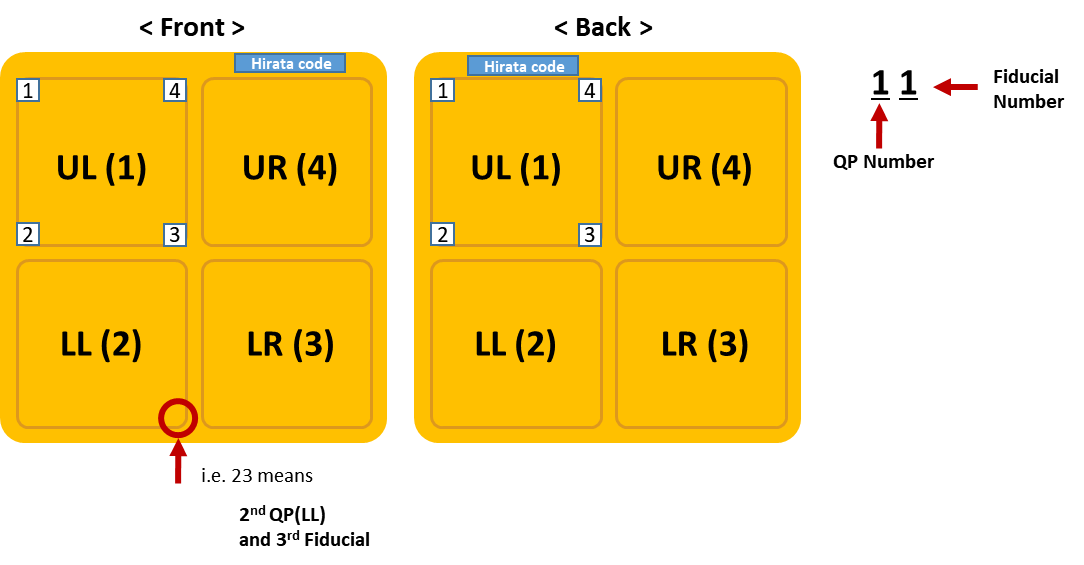 < Front >
< Back >
Hirata code
Hirata code
1 4
UL (1)
UR (4)
2 3
LL (2)
LR (3)
1 4
UL (1)
UR (4)
2 3
LL (2)
LR (3)
1 1
Fiducial
Number
QP Number
i.e. 23 means
2nd QP(LL)
and 3rd Fiducial